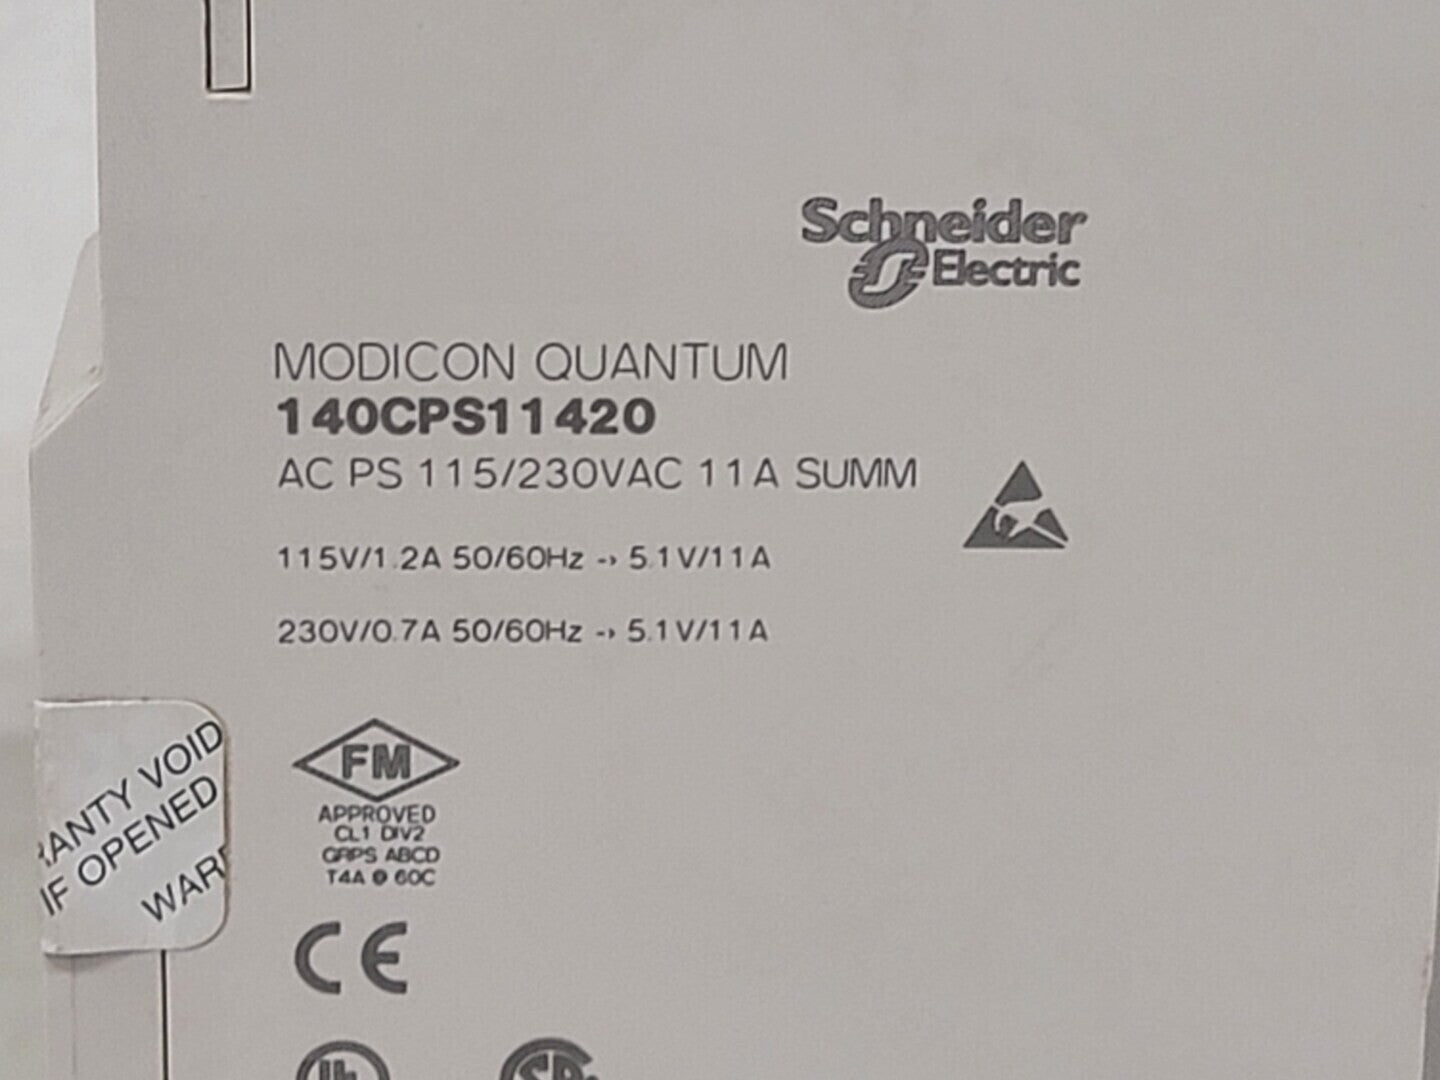 Schneider
Electric
MODICON QUANTUM
140CPS11420
AC PS 115/230VAC 11A SUMM
115V/1.2A 50/60Hz -› 5.1V/11A
230V/0.7A 50/60Hz -› 5.1V/11A
FM
APPROVED
CL1 DIV2
GRPS ABCD
T4A @ 60C
RANTY VOID
IF OPENED
WARR
CE
UL